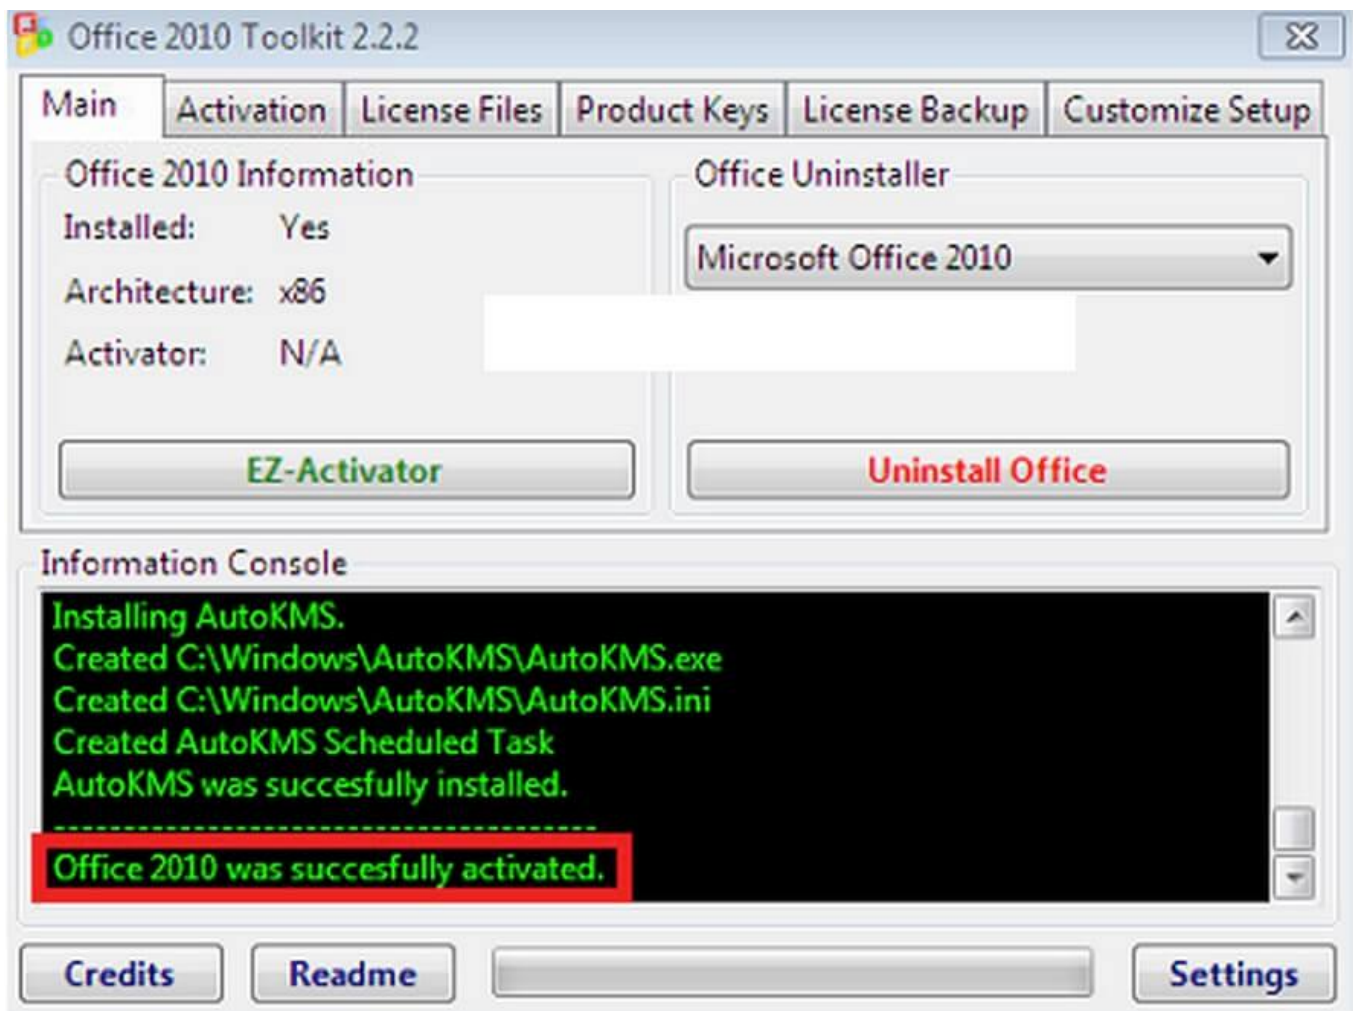 Office 2010 Toolkit 2.2.2
Main Activation License Files Product Keys License Backup Customize Setup
Office 2010 Information
Installed: Yes
Architecture: x86
Activator: N/A
EZ-Activator
Office Uninstaller
Microsoft Office 2010
Uninstall Office
Information Console
Installing AutoKMS.
Created C:\Windows\AutoKMS\AutoKMS.exe
Created C:\Windows\AutoKMS\AutoKMS.ini
Created AutoKMS Scheduled Task
AutoKMS was succesfully installed.
----------------------------------------
Office 2010 was succesfully activated.
Credits Readme Settings